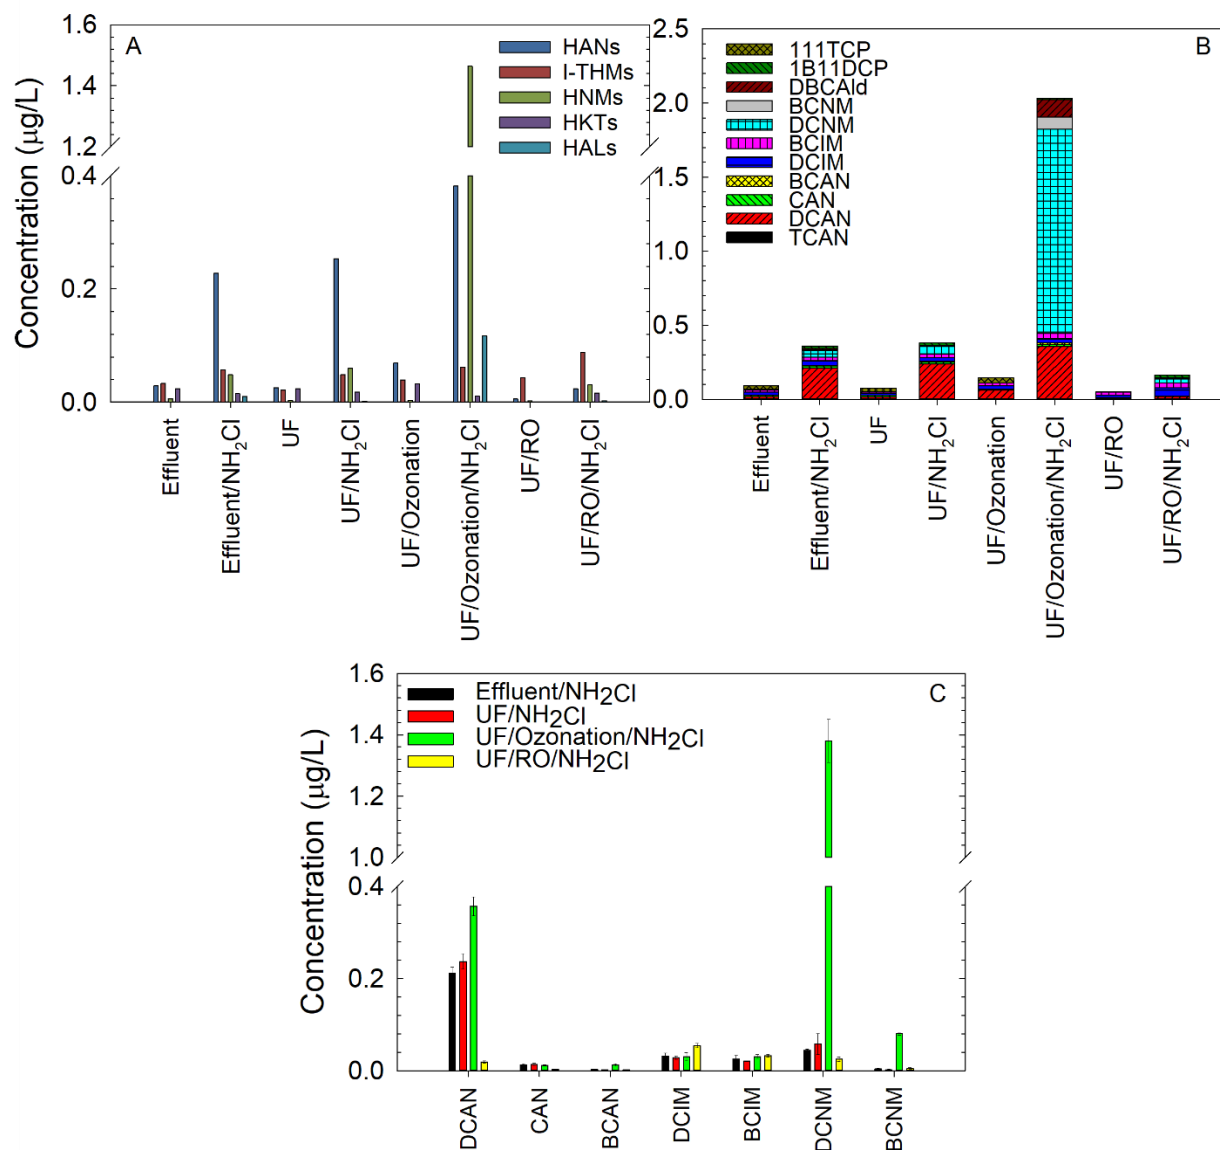 A
HANs
I-THMs
HNMs
HKTs
HALs
Concentration (µg/L)
1.6
1.4
1.2
0.4
0.2
0.0
Effluent
Effluent/NH₂Cl
UF
UF/NH₂Cl
UF/Ozonation
UF/Ozonation/NH₂Cl
UF/RO
UF/RO/NH₂Cl
B
111TCP
1B11DCP
DBCAld
BCNM
DCNM
BCIM
DCIM
BCAN
CAN
DCAN
TCAN
2.5
2.0
1.5
1.0
0.5
0.0
Effluent
Effluent/NH₂Cl
UF
UF/NH₂Cl
UF/Ozonation
UF/Ozonation/NH₂Cl
UF/RO
UF/RO/NH₂Cl
C
Effluent/NH₂Cl
UF/NH₂Cl
UF/Ozonation/NH₂Cl
UF/RO/NH₂Cl
Concentration (µg/L)
1.6
1.4
1.2
1.0
0.4
0.2
0.0
DCAN
CAN
BCAN
DCIM
BCIM
DCNM
BCNM